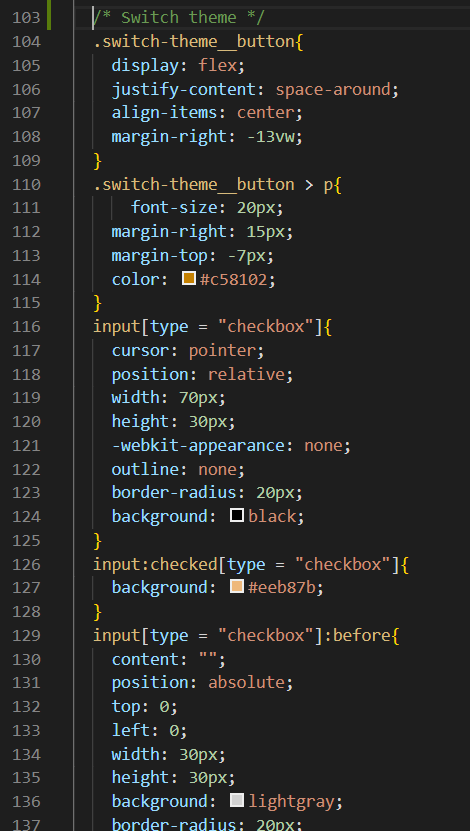 103 /* Switch theme */
104 .switch-theme__button{
105 display: flex;
106 justify-content: space-around;
107 align-items: center;
108 margin-right: -13vw;
109 }
110 .switch-theme__button > p{
111 font-size: 20px;
112 margin-right: 15px;
113 margin-top: -7px;
114 color: #c58102;
115 }
116 input[type = "checkbox"]{
117 cursor: pointer;
118 position: relative;
119 width: 70px;
120 height: 30px;
121 -webkit-appearance: none;
122 outline: none;
123 border-radius: 20px;
124 background: black;
125 }
126 input:checked[type = "checkbox"]{
127 background: #eeb87b;
128 }
129 input[type = "checkbox"]:before{
130 content: "";
131 position: absolute;
132 top: 0;
133 left: 0;
134 width: 30px;
135 height: 30px;
136 background: lightgray;
137 border-radius: 20px;